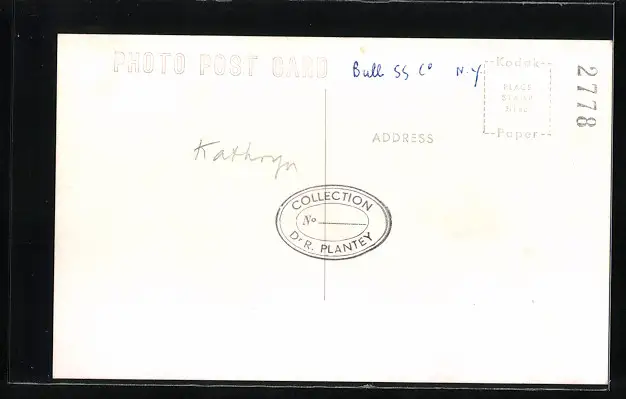 PHOTO POST CARD
Bull SS Co N.Y
Kodak
PLACE
STAMP
HERE
Paper
2778
ADDRESS
Kathryn
COLLECTION
No
Dr R. PLANTEY